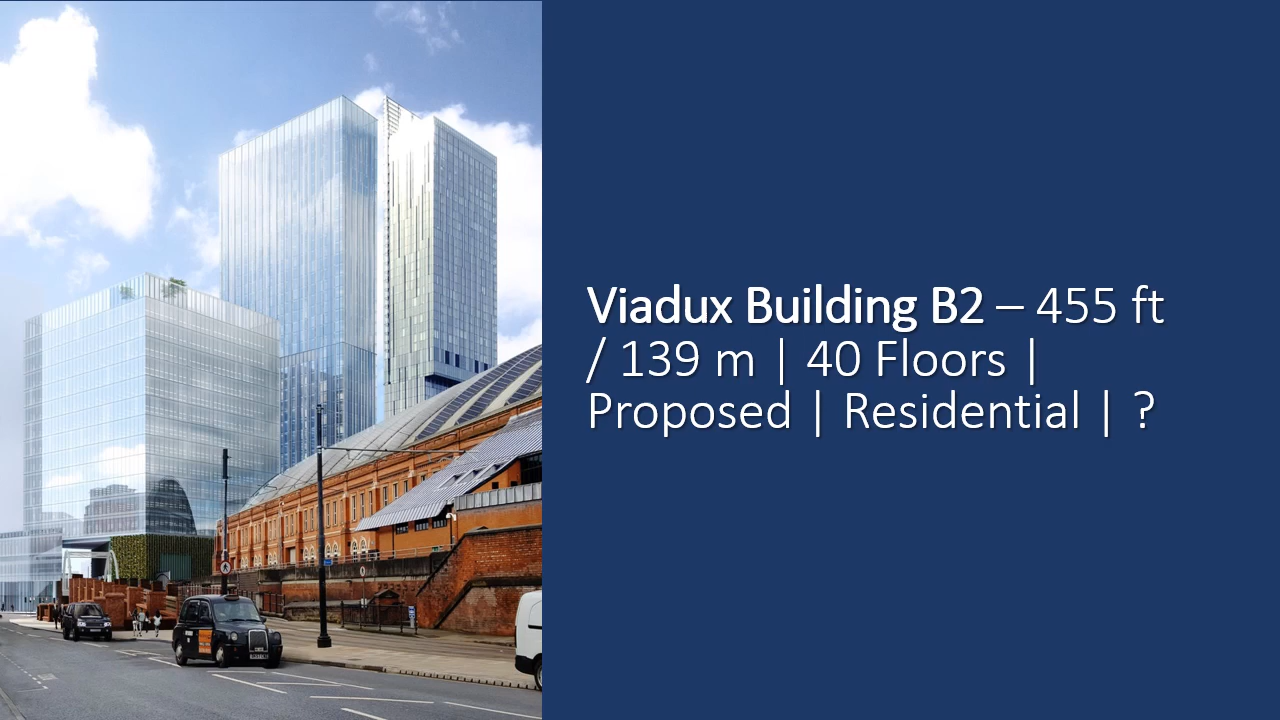 Viadux Building B2 – 455 ft
/ 139 m | 40 Floors |
Proposed | Residential | ?